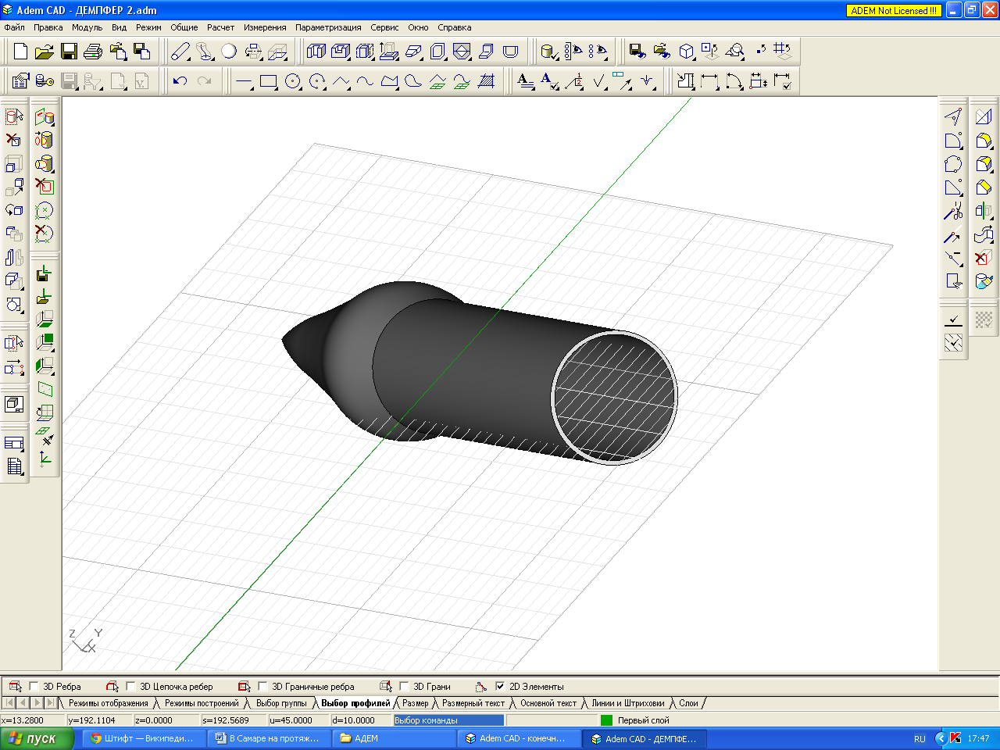 Adem CAD - ДЕМПФЕР 2.adm
ADEM Not Licensed !!!
Файл Правка Модуль Вид Режим Общие Расчет Измерения Параметризация Сервис Окно Справка
Z Y
X
3D Ребра 3D Цепочка ребер 3D Граничные ребра 3D Грани 2D Элементы
Режимы отображения Режимы построений Выбор группы Выбор профилей Размер Размерный текст Основной текст Линии и Штриховки Слои
x=13.2800 y=192.1104 z=0.0000 s=192.5689 u=45.0000 d=10.0000 Выбор команды Первый слой
пуск Штифт — Википеди... В Самаре на протяж... АДЕМ Adem CAD - конечн... Adem CAD - ДЕМПФЕ... RU 17:47